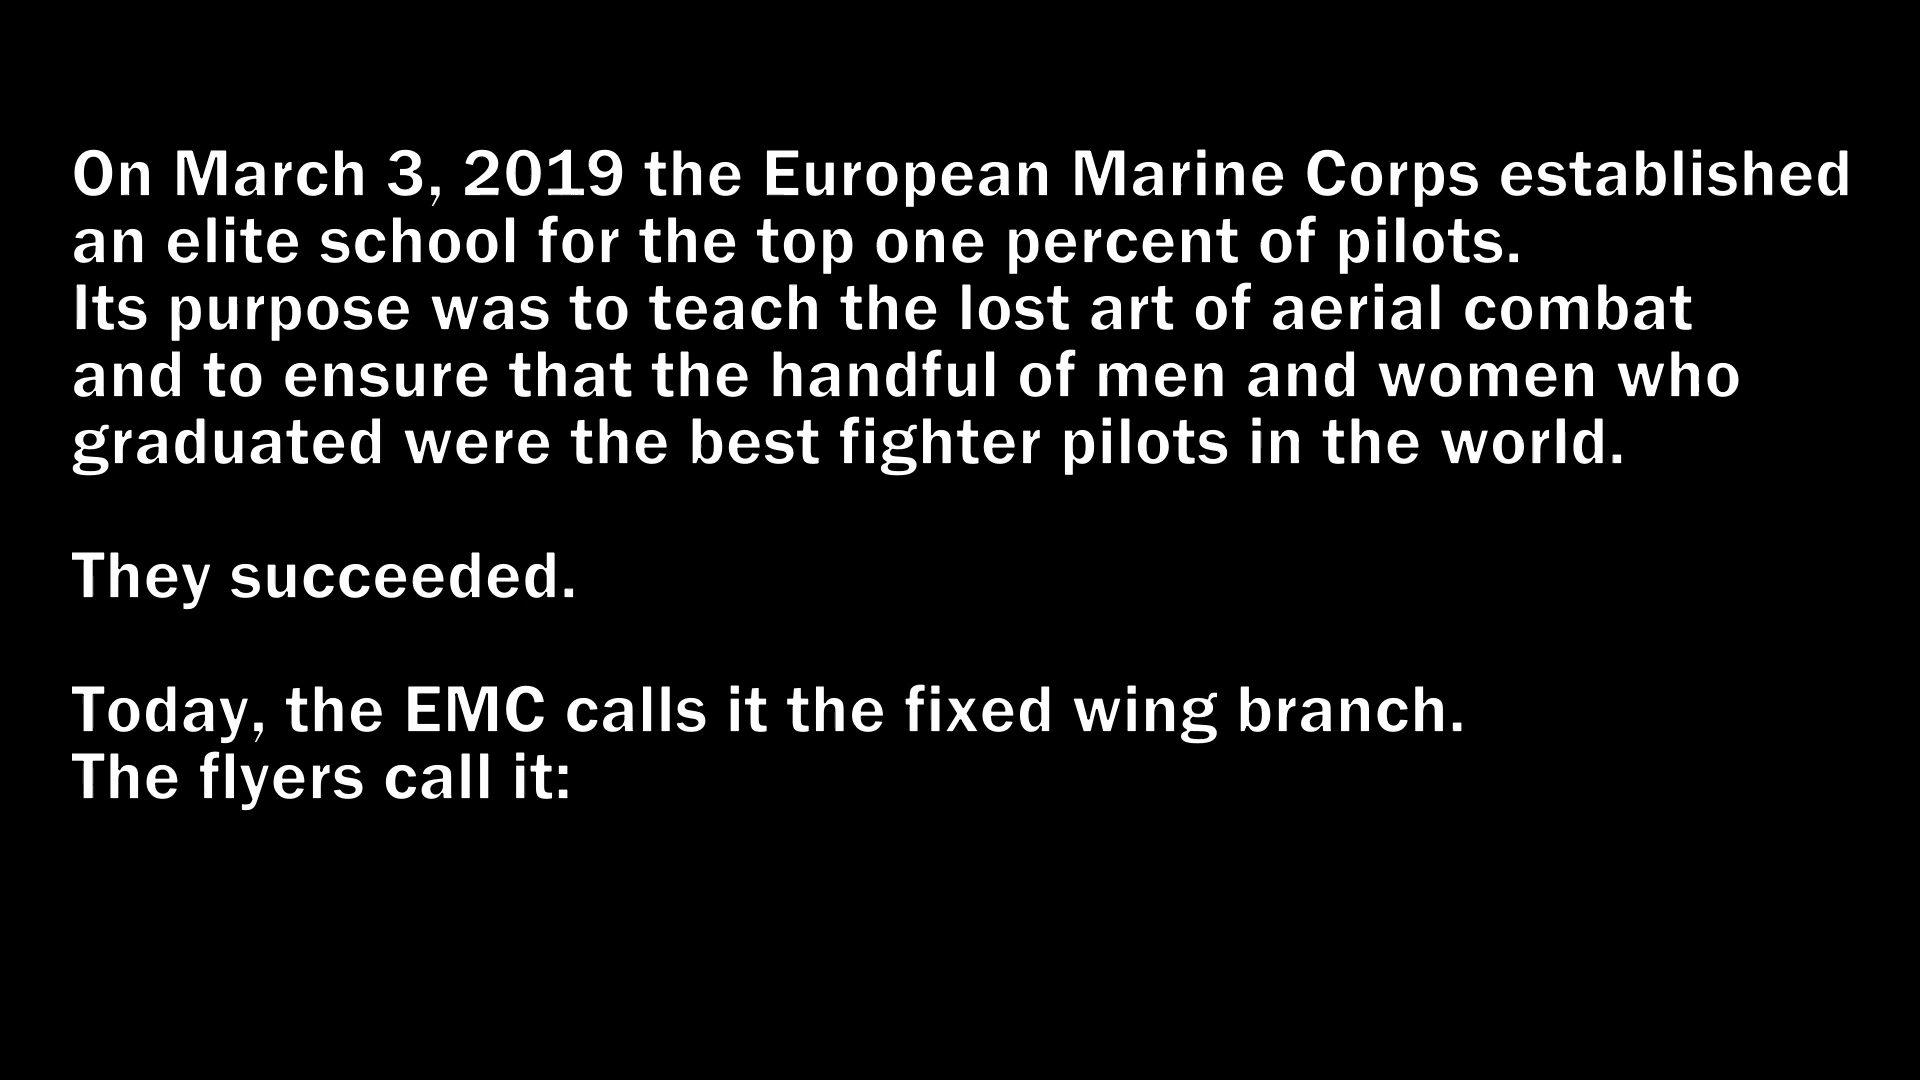 On March 3, 2019 the European Marine Corps established
an elite school for the top one percent of pilots.
Its purpose was to teach the lost art of aerial combat
and to ensure that the handful of men and women who
graduated were the best fighter pilots in the world.
They succeeded.
Today, the EMC calls it the fixed wing branch.
The flyers call it: